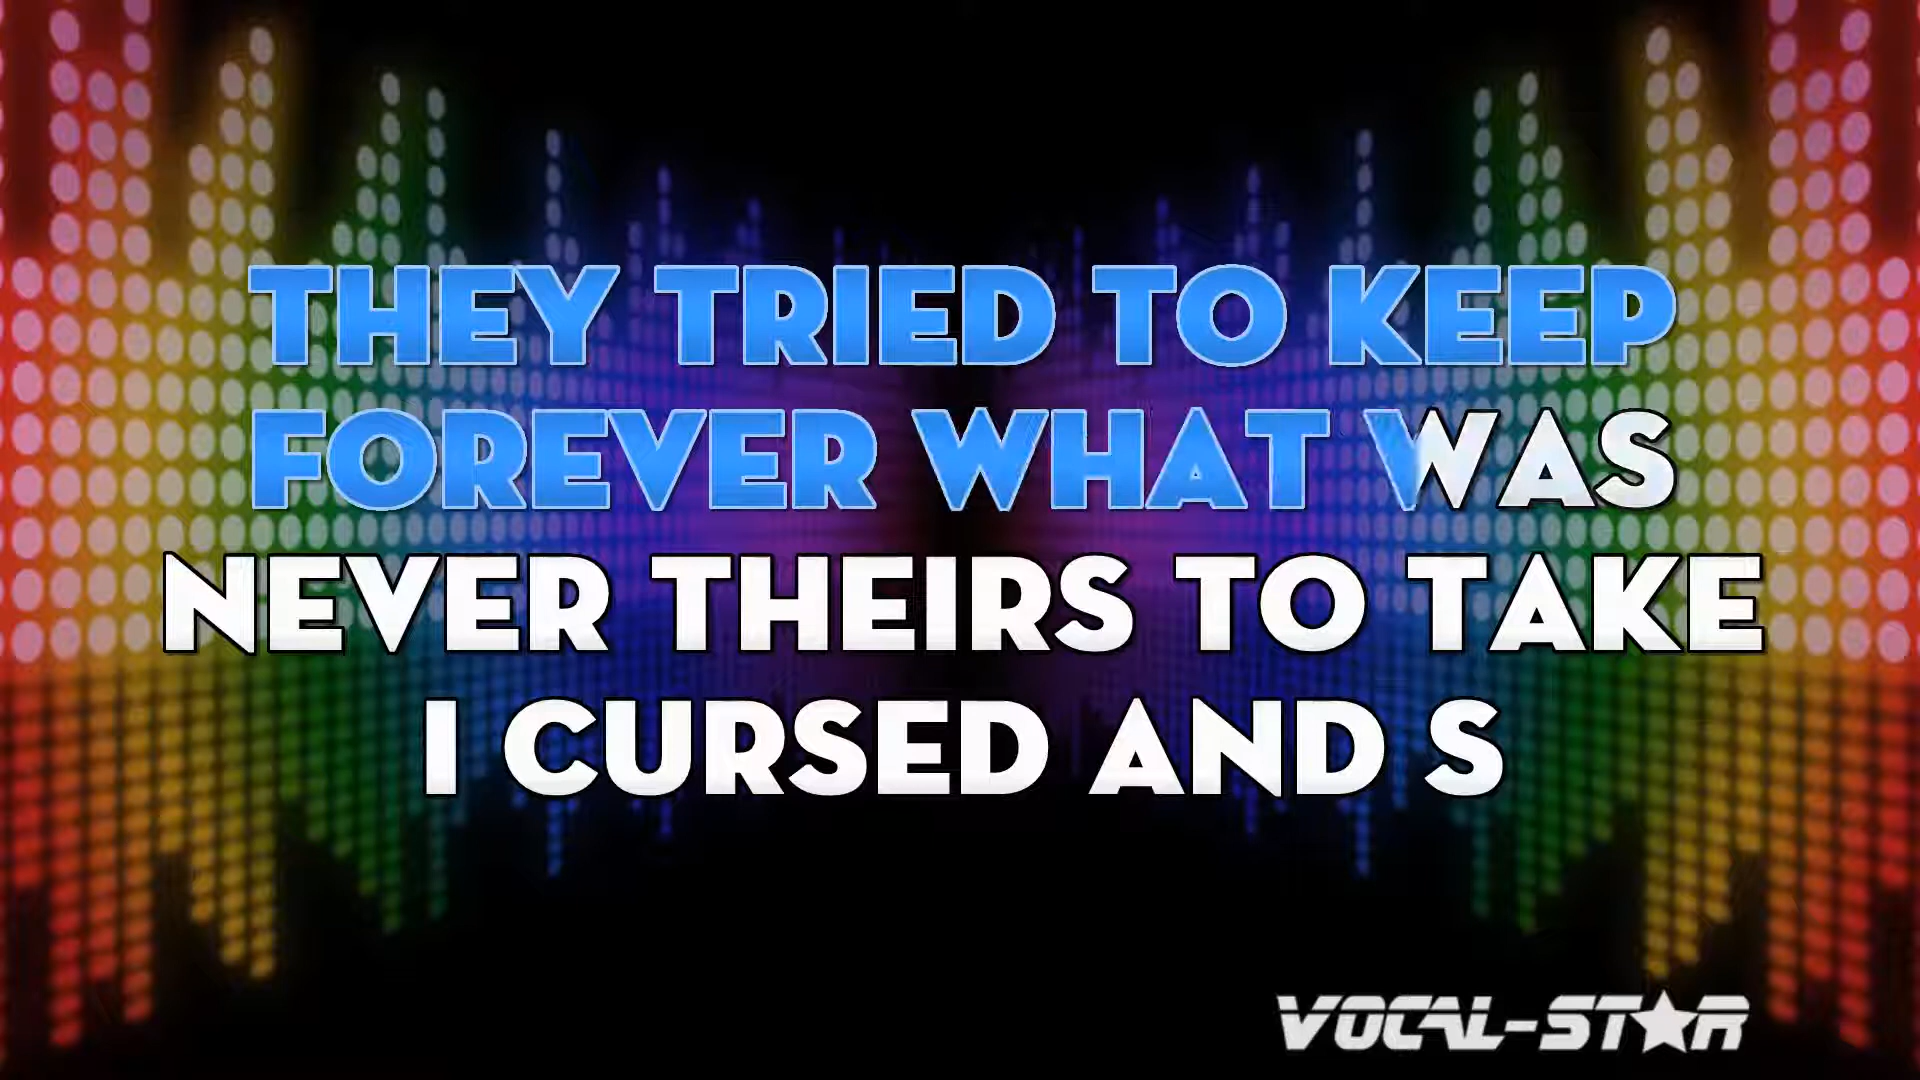 THEY TRIED TO KEEP
FOREVER WHAT WAS
NEVER THEIRS TO TAKE
I CURSED AND S
VOCAL-STAR